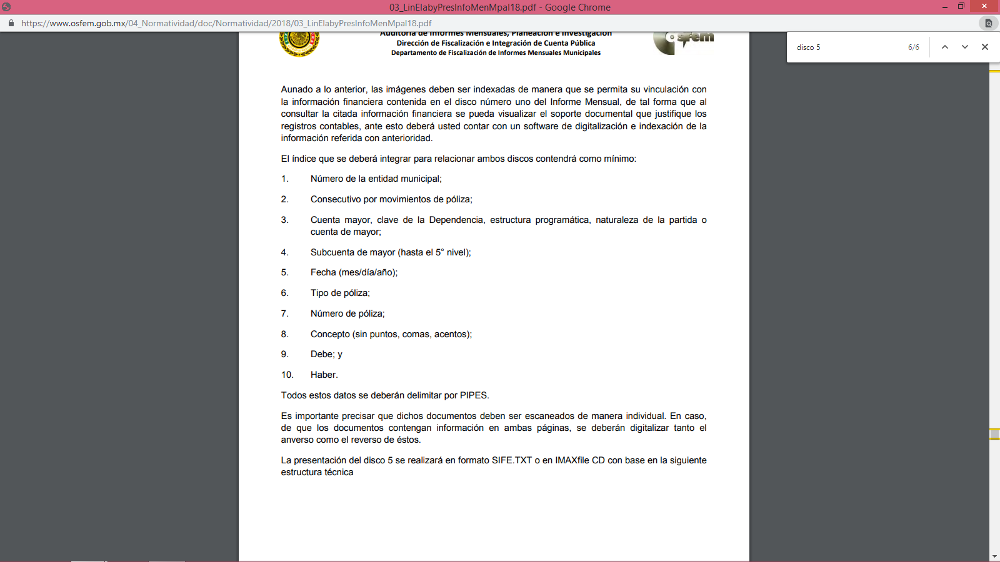 03_LinElabyPresInfoMenMpal18.pdf - Google Chrome
https://www.osfem.gob.mx/04_Normatividad/doc/Normatividad/2018/03_LinElabyPresInfoMenMpal18.pdf
disco 5 6/6
Auditoría de Informes Mensuales, Planeación e Investigación
Dirección de Fiscalización e Integración de Cuenta Pública
Departamento de Fiscalización de Informes Mensuales Municipales
osfem
Aunado a lo anterior, las imágenes deben ser indexadas de manera que se permita su vinculación con
la información financiera contenida en el disco número uno del Informe Mensual, de tal forma que al
consultar la citada información financiera se pueda visualizar el soporte documental que justifique los
registros contables, ante esto deberá usted contar con un software de digitalización e indexación de la
información referida con anterioridad.
El índice que se deberá integrar para relacionar ambos discos contendrá como mínimo:
1. Número de la entidad municipal;
2. Consecutivo por movimientos de póliza;
3. Cuenta mayor, clave de la Dependencia, estructura programática, naturaleza de la partida o
cuenta de mayor;
4. Subcuenta de mayor (hasta el 5° nivel);
5. Fecha (mes/día/año);
6. Tipo de póliza;
7. Número de póliza;
8. Concepto (sin puntos, comas, acentos);
9. Debe; y
10. Haber.
Todos estos datos se deberán delimitar por PIPES.
Es importante precisar que dichos documentos deben ser escaneados de manera individual. En caso,
de que los documentos contengan información en ambas páginas, se deberán digitalizar tanto el
anverso como el reverso de éstos.
La presentación del disco 5 se realizará en formato SIFE.TXT o en IMAXfile CD con base en la siguiente
estructura técnica